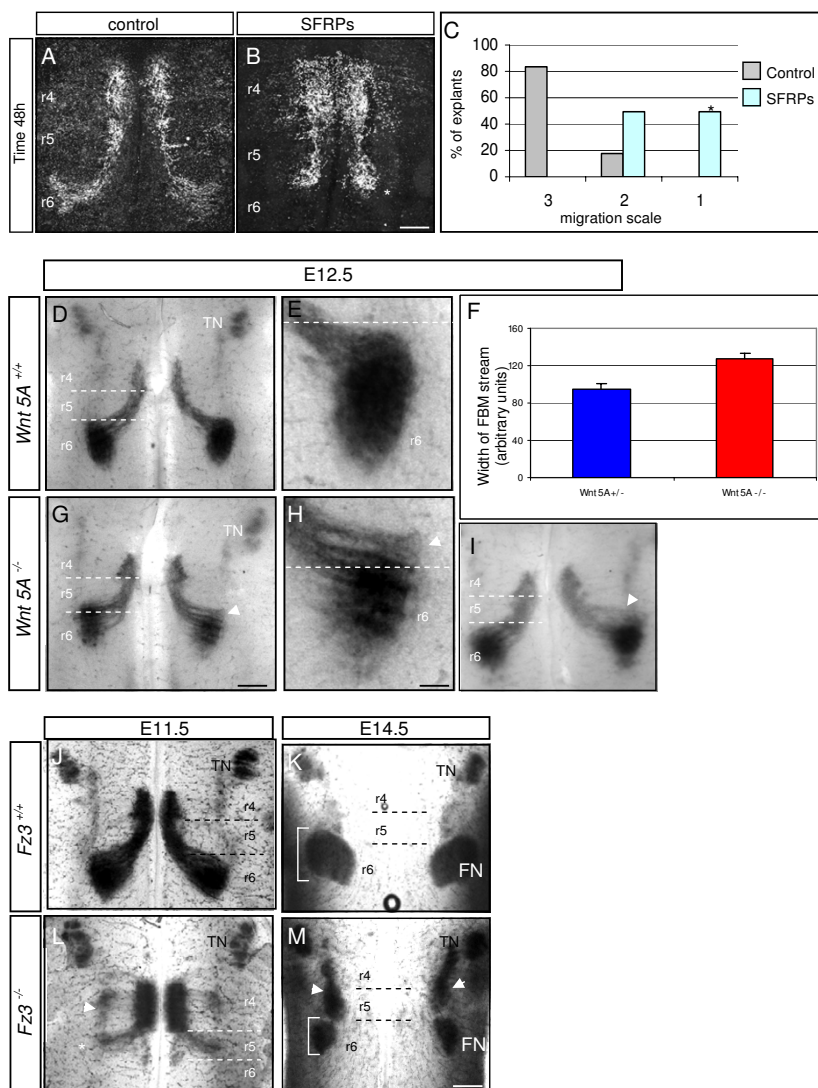 control
SFRPs
Time 48h
A
r4
r5
r6
B
r4
r5
r6
*
C
% of explants
100
80
60
40
20
0
*
3
2
1
migration scale
Control
SFRPs
E12.5
Wnt 5A +/+
D
TN
r4
r5
r6
E
r6
F
Width of FBM stream
(arbitrary units)
160
120
80
40
0
Wnt 5A+/-
Wnt 5A -/-
Wnt 5A -/-
G
TN
r4
r5
r6
H
r6
I
r4
r5
r6
E11.5
E14.5
Fz3 +/+
J
TN
r4
r5
r6
K
TN
r4
r5
r6
FN
Fz3 -/-
L
TN
r4
r5
r6
*
M
TN
r4
r5
r6
FN